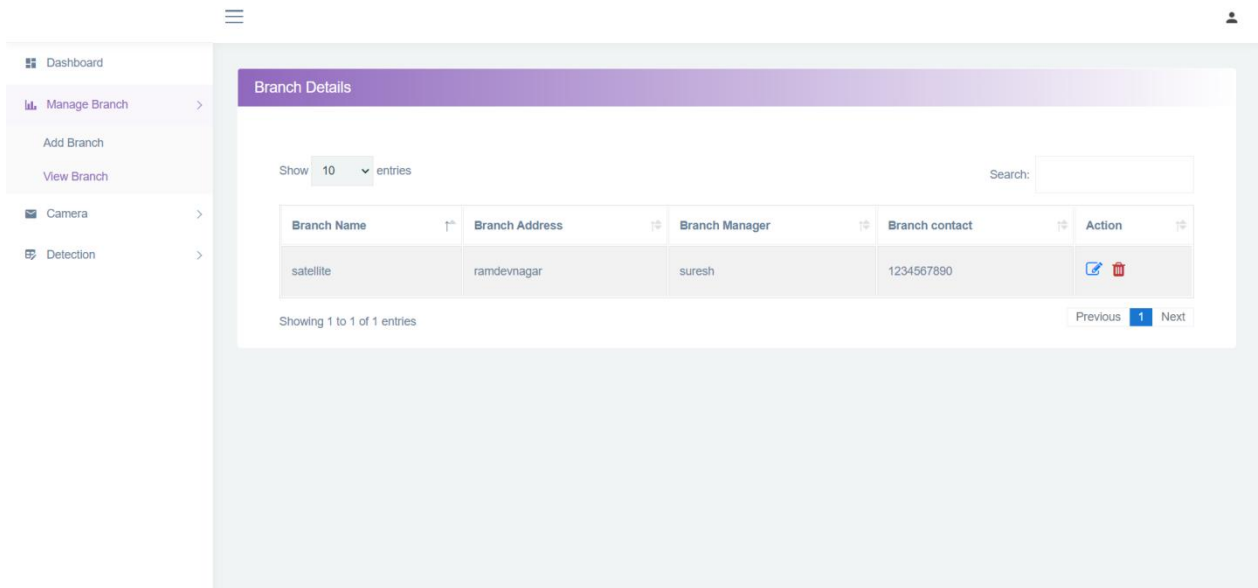 Dashboard
Manage Branch
Add Branch
View Branch
Camera
Detection
Branch Details
Show 10 entries
Search:
Branch Name Branch Address Branch Manager Branch contact Action
satellite ramdevnagar suresh 1234567890
Showing 1 to 1 of 1 entries
Previous 1 Next